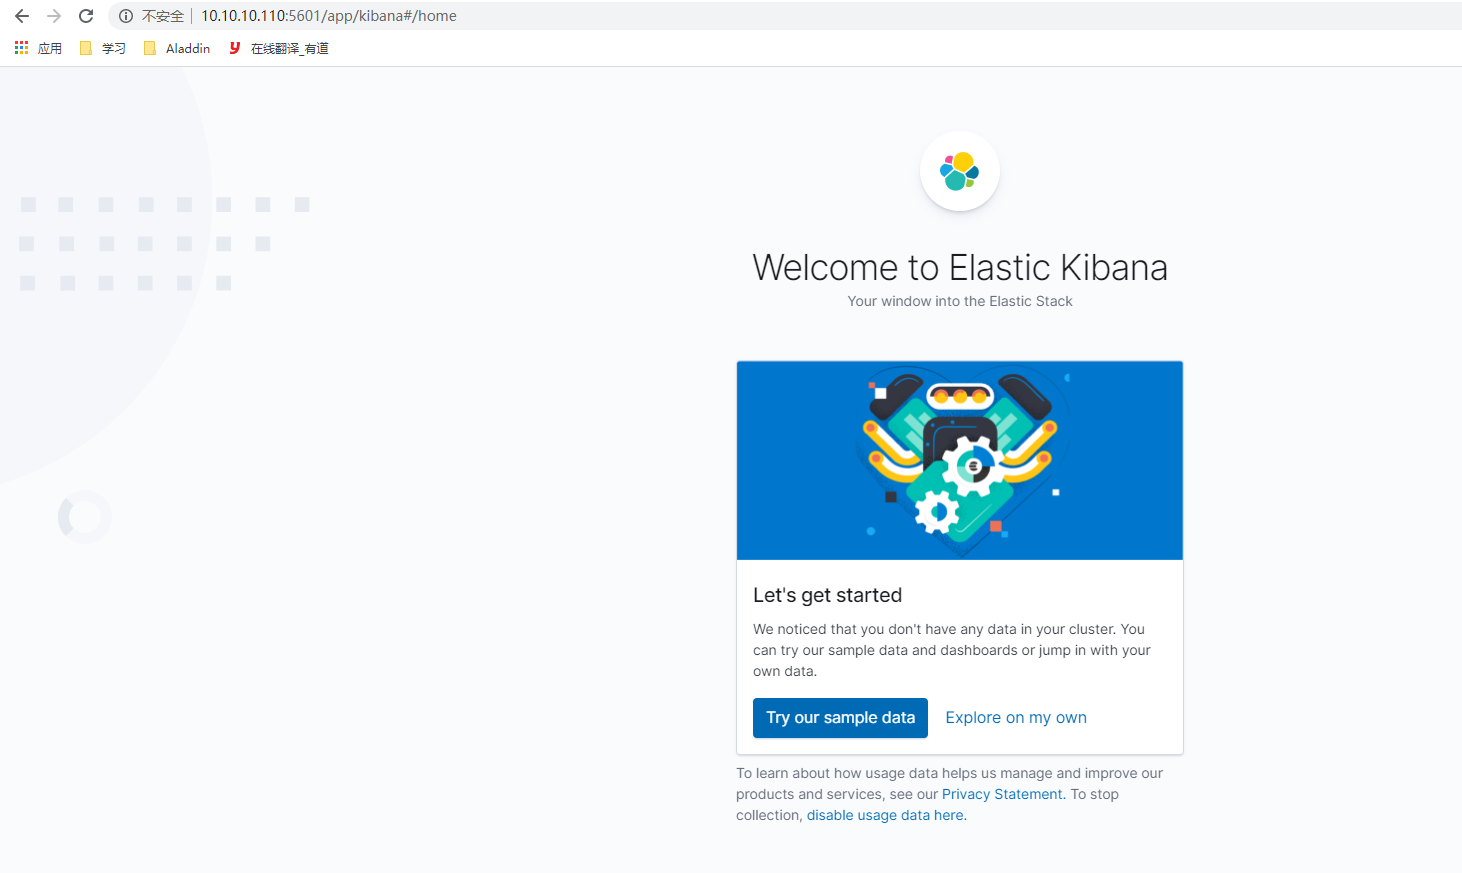 不安全 10.10.10.110:5601/app/kibana#/home
应用 学习 Aladdin 在线翻译_有道
Welcome to Elastic Kibana
Your window into the Elastic Stack
Let's get started
We noticed that you don't have any data in your cluster. You
can try our sample data and dashboards or jump in with your
own data.
Try our sample data Explore on my own
To learn about how usage data helps us manage and improve our
products and services, see our Privacy Statement. To stop
collection, disable usage data here.